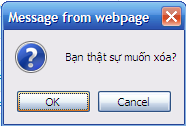 Message from webpage
Bạn thật sự muốn xóa?
OK
Cancel